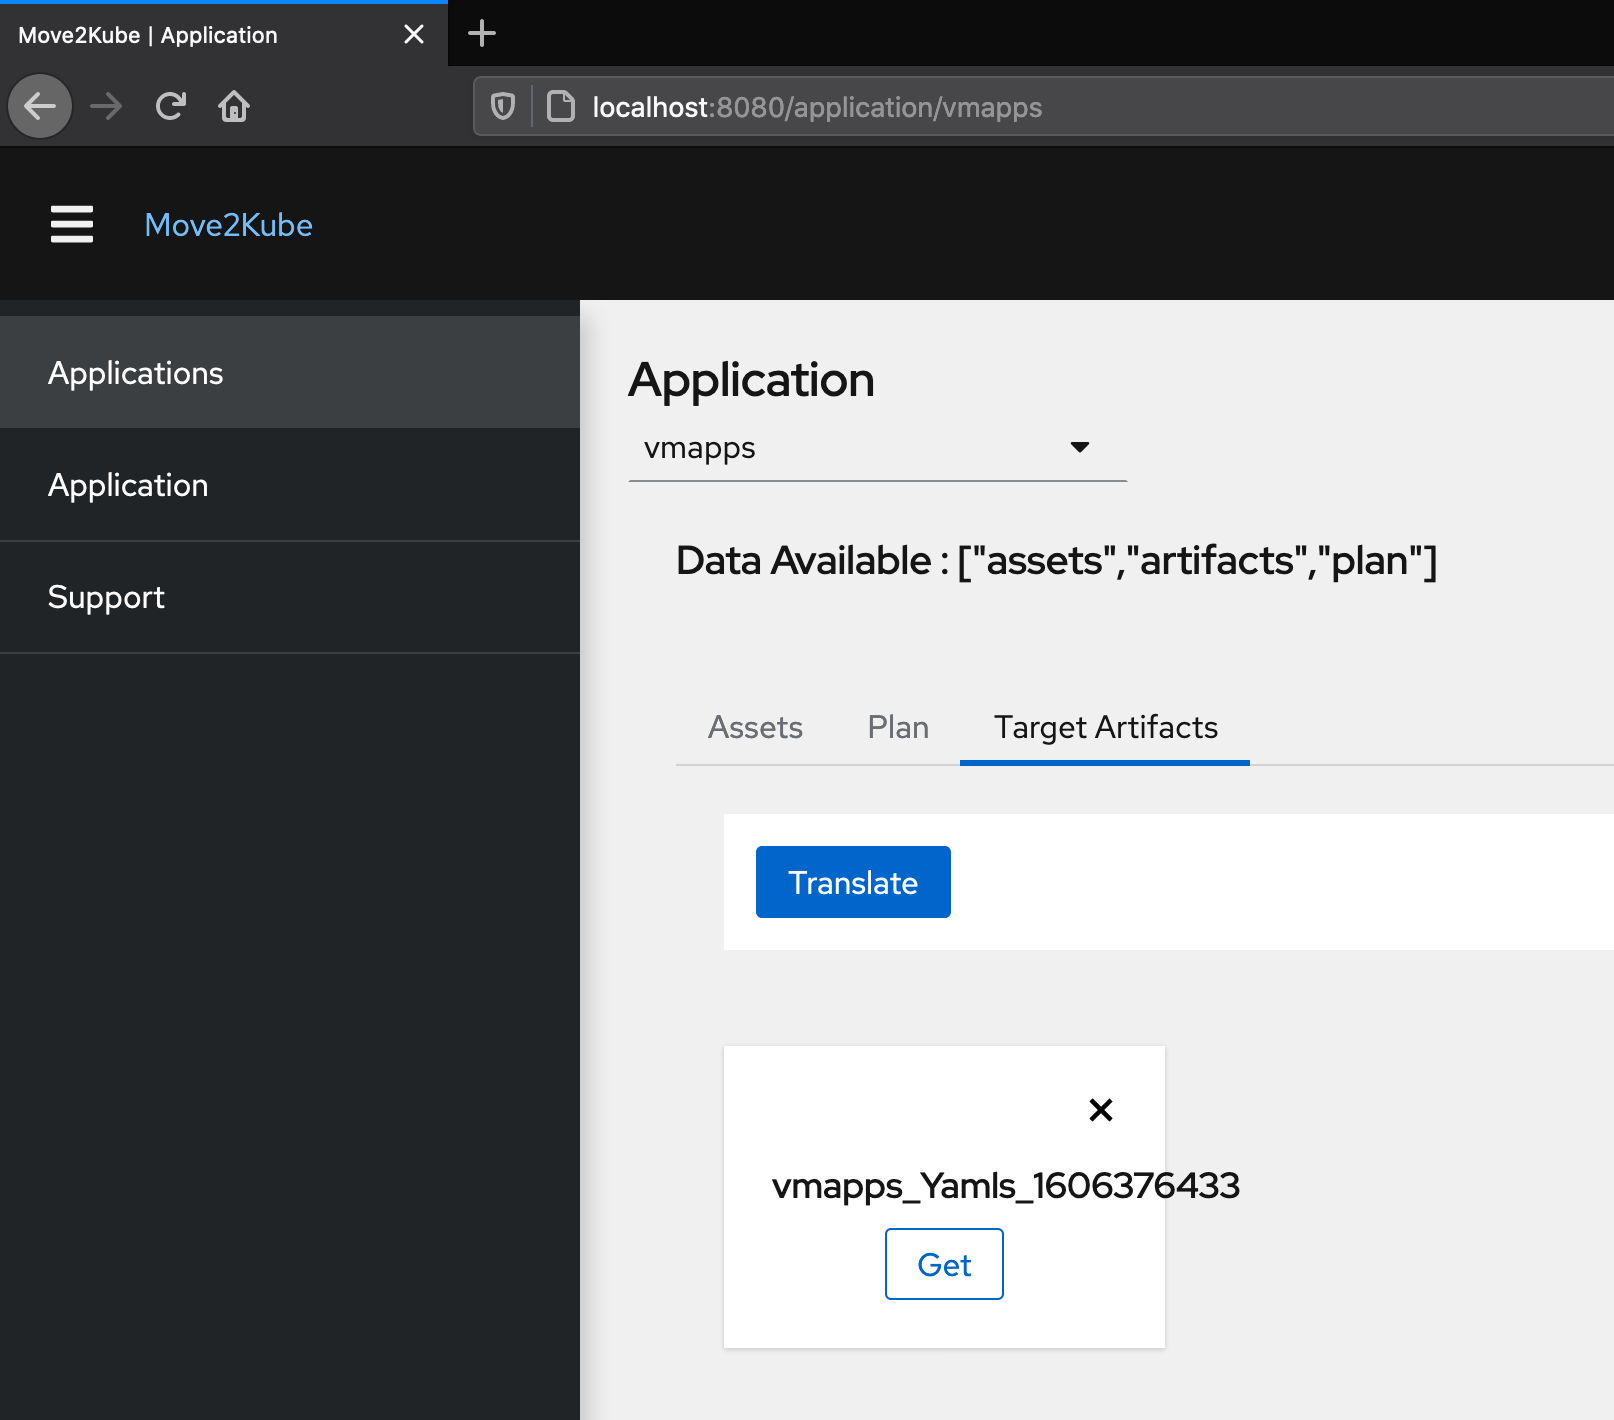 Move2Kube | Application
localhost:8080/application/vmapps
Move2Kube
Applications
Application
Support
Application
vmapps
Data Available : ["assets","artifacts","plan"]
Assets Plan Target Artifacts
Translate
vmapps_Yamls_1606376433
Get